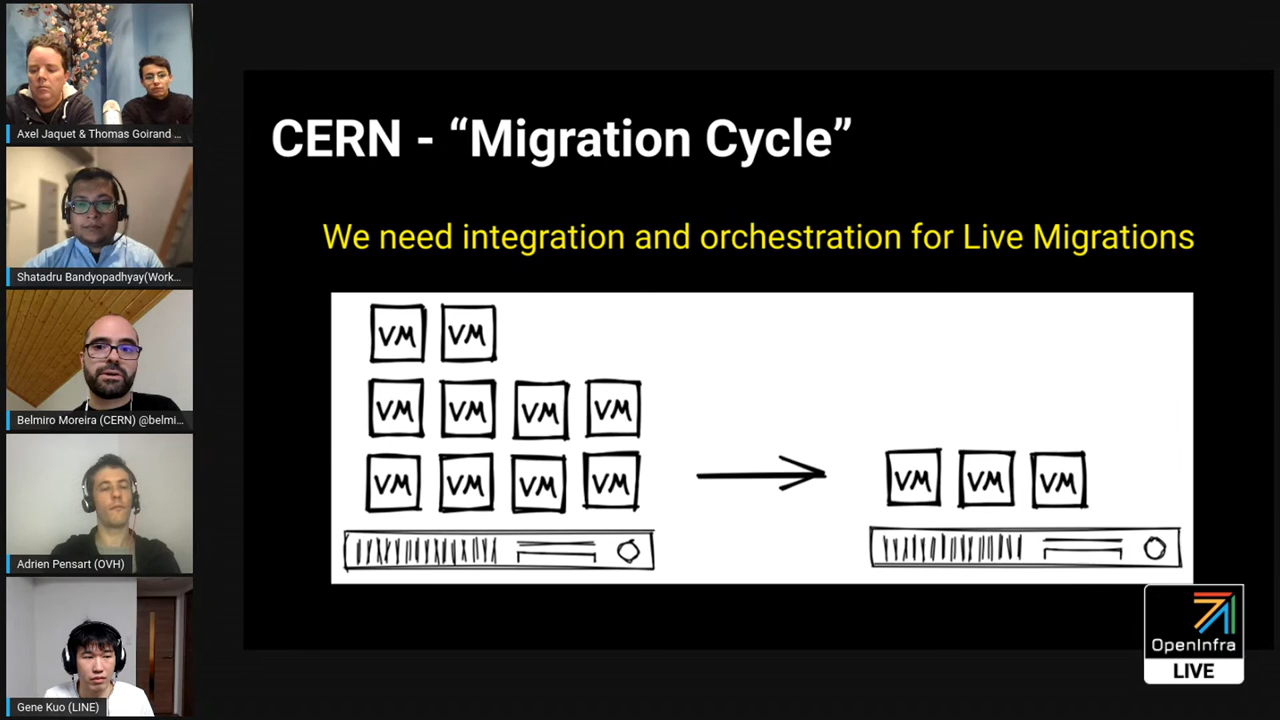 Axel Jaquet & Thomas Goirand ...
Shatadru Bandyopadhyay(Work...
Belmiro Moreira (CERN) @belmi...
Adrien Pensart (OVH)
Gene Kuo (LINE)
CERN - “Migration Cycle”
We need integration and orchestration for Live Migrations
VM VM
VM VM VM VM
VM VM VM VM
VM VM VM
OpenInfra
LIVE